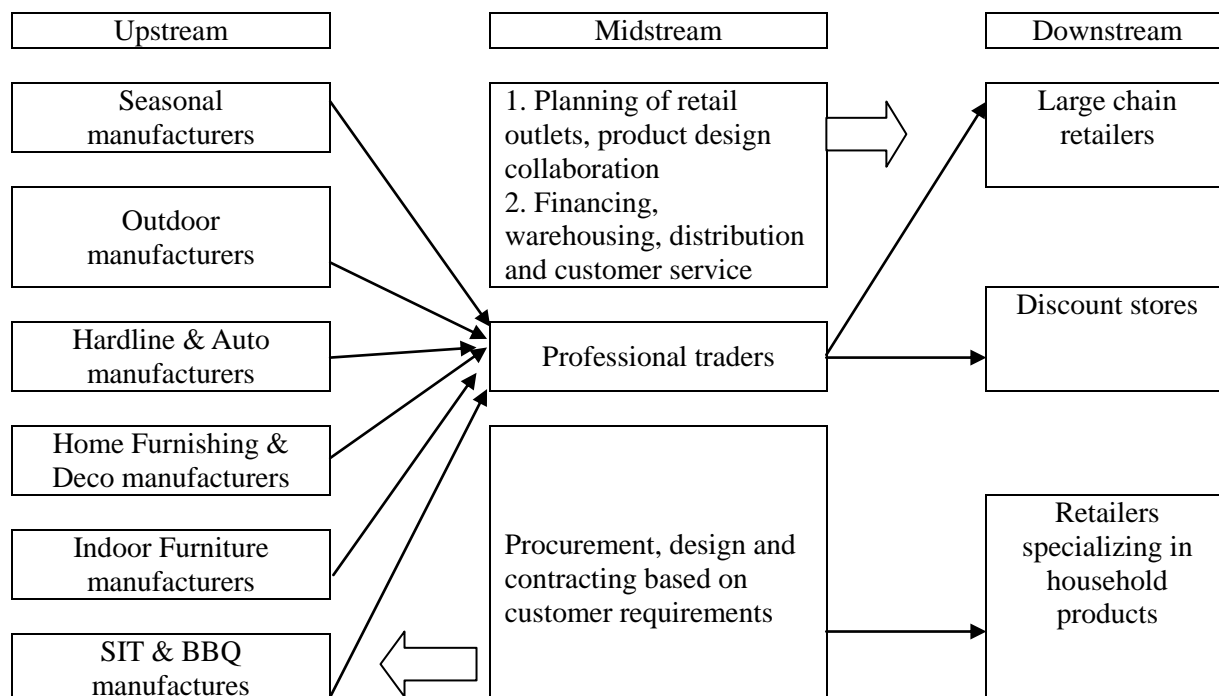 Upstream
Midstream
Downstream
Seasonal
manufacturers
Outdoor
manufacturers
Hardline & Auto
manufacturers
Home Furnishing &
Deco manufacturers
Indoor Furniture
manufacturers
SIT & BBQ
manufactures
1. Planning of retail
outlets, product design
collaboration
2. Financing,
warehousing, distribution
and customer service
Professional traders
Procurement, design and
contracting based on
customer requirements
Large chain
retailers
Discount stores
Retailers
specializing in
household
products